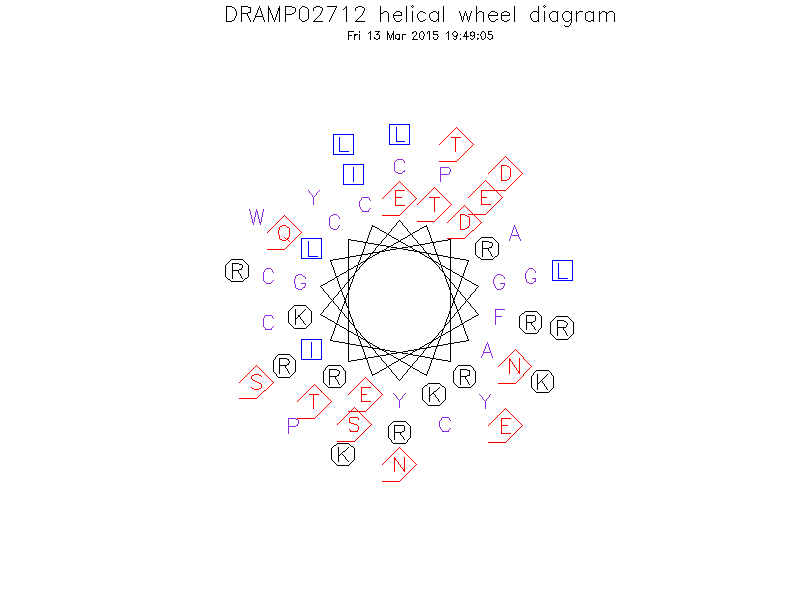 DRAMP02712 helical wheel diagram
Fri 13 Mar 2015 19:49:05
L L T
I C P D
Y C E T E
W Q C D A
L R
R C G G G L
C K F R R
I A
S R R R N K
T E Y K Y
P S R C E
K N